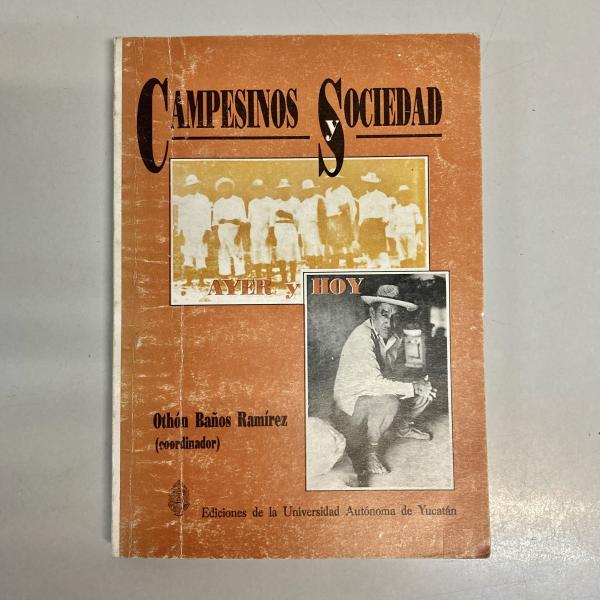 CAMPESINOS y SOCIEDAD
AYER y HOY
Othón Baños Ramírez
(coordinador)
Ediciones de la Universidad Autónoma de Yucatán